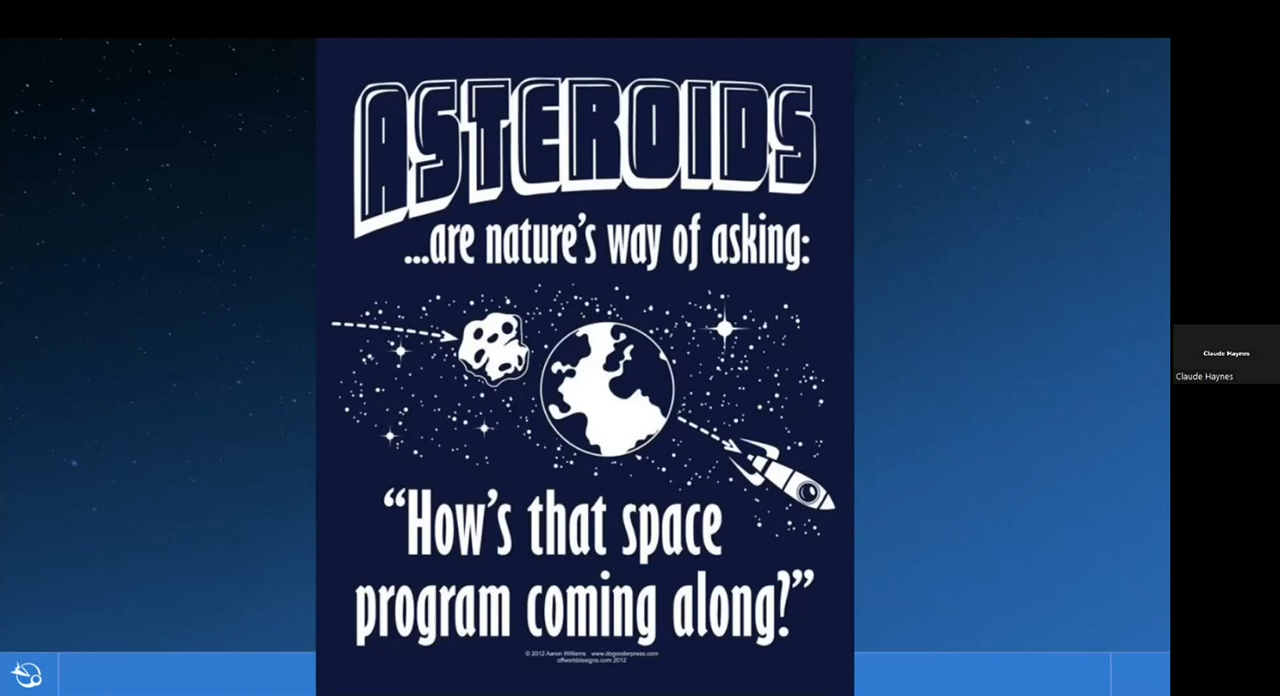 ASTEROIDS
...are nature's way of asking:
"How's that space
program coming along?"
© 2012 Aaron Williams www.dogooderpress.com
offworlddesigns.com 2012
Claude Haynes
Claude Haynes